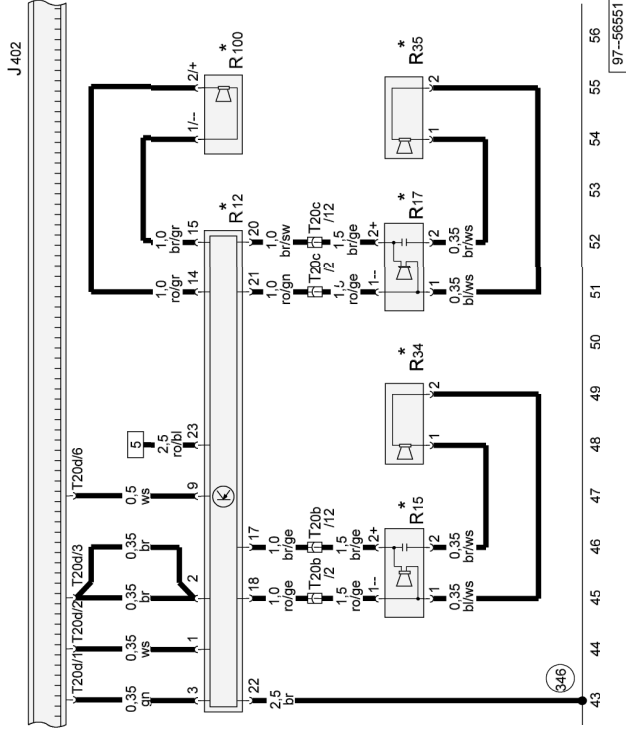 J 402
T20d/1
T20d/2
T20d/3
T20d/6
0,35
gn
0,35
ws
0,35
br
0,35
br
0,5
ws
5
2,5
ro/bl
3
1
2
9
23
14
15
1,0
ro/gr
1,0
br/gr
1/--
2/+
*
R100
*
R12
22
18
17
21
20
2,5
br
1,0
ro/ge
1,0
br/ge
1,0
ro/gn
1,0
br/sw
T20b
/2
T20b
/12
T20c
/2
T20c
/12
1,5
ro/ge
1,5
br/ge
1,5
ro/ge
1,5
br/ge
1--
2+
*
R15
1--
2+
*
R17
1
2
*
R34
1
2
*
R35
1
2
0,35
bl/ws
0,35
br/ws
1
2
0,35
bl/ws
0,35
br/ws
346
43 44 45 46 47 48 49 50 51 52 53 54 55 56
97--56551